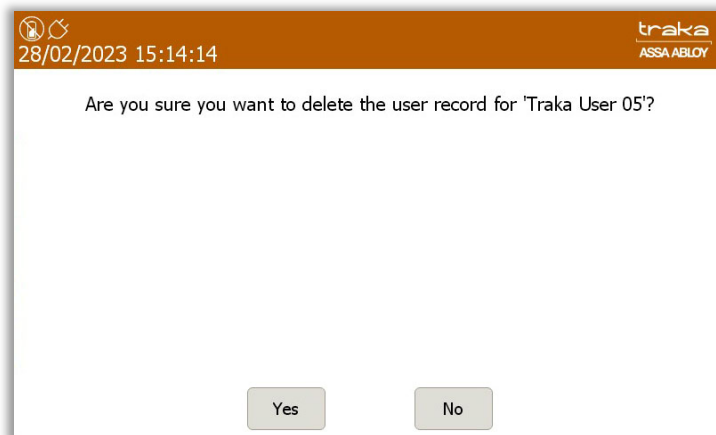 traka
28/02/2023 15:14:14
ASSA ABLOY
Are you sure you want to delete the user record for 'Traka User 05'?
Yes
No